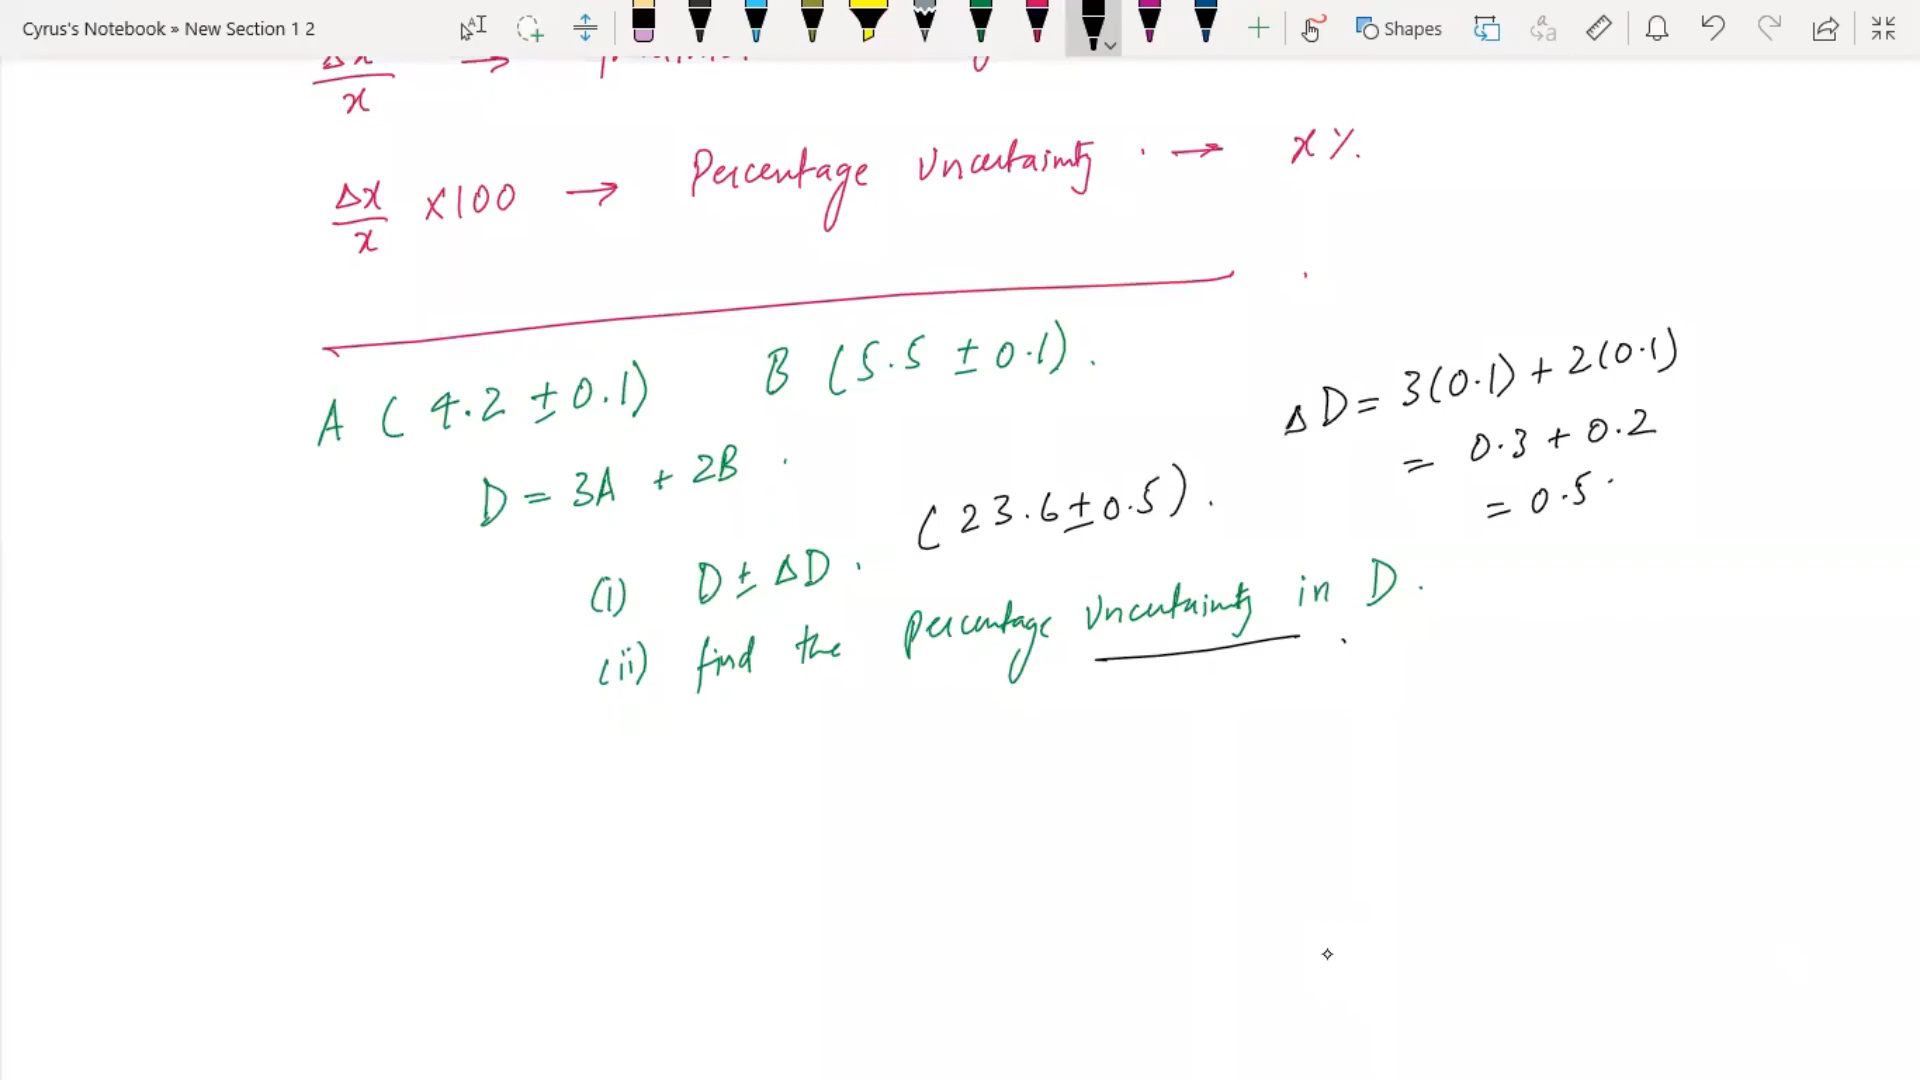 Cyrus's Notebook » New Section 1 2
Shapes
Δx/x →
Δx/x ×100 → Percentage Uncertainty → x%.
A (4.2 ± 0.1) B (5.5 ± 0.1).
D = 3A + 2B.
ΔD = 3(0.1) + 2(0.1)
= 0.3 + 0.2
= 0.5.
(i) D ± ΔD. (23.6 ± 0.5).
(ii) find the percentage Uncertainty in D.